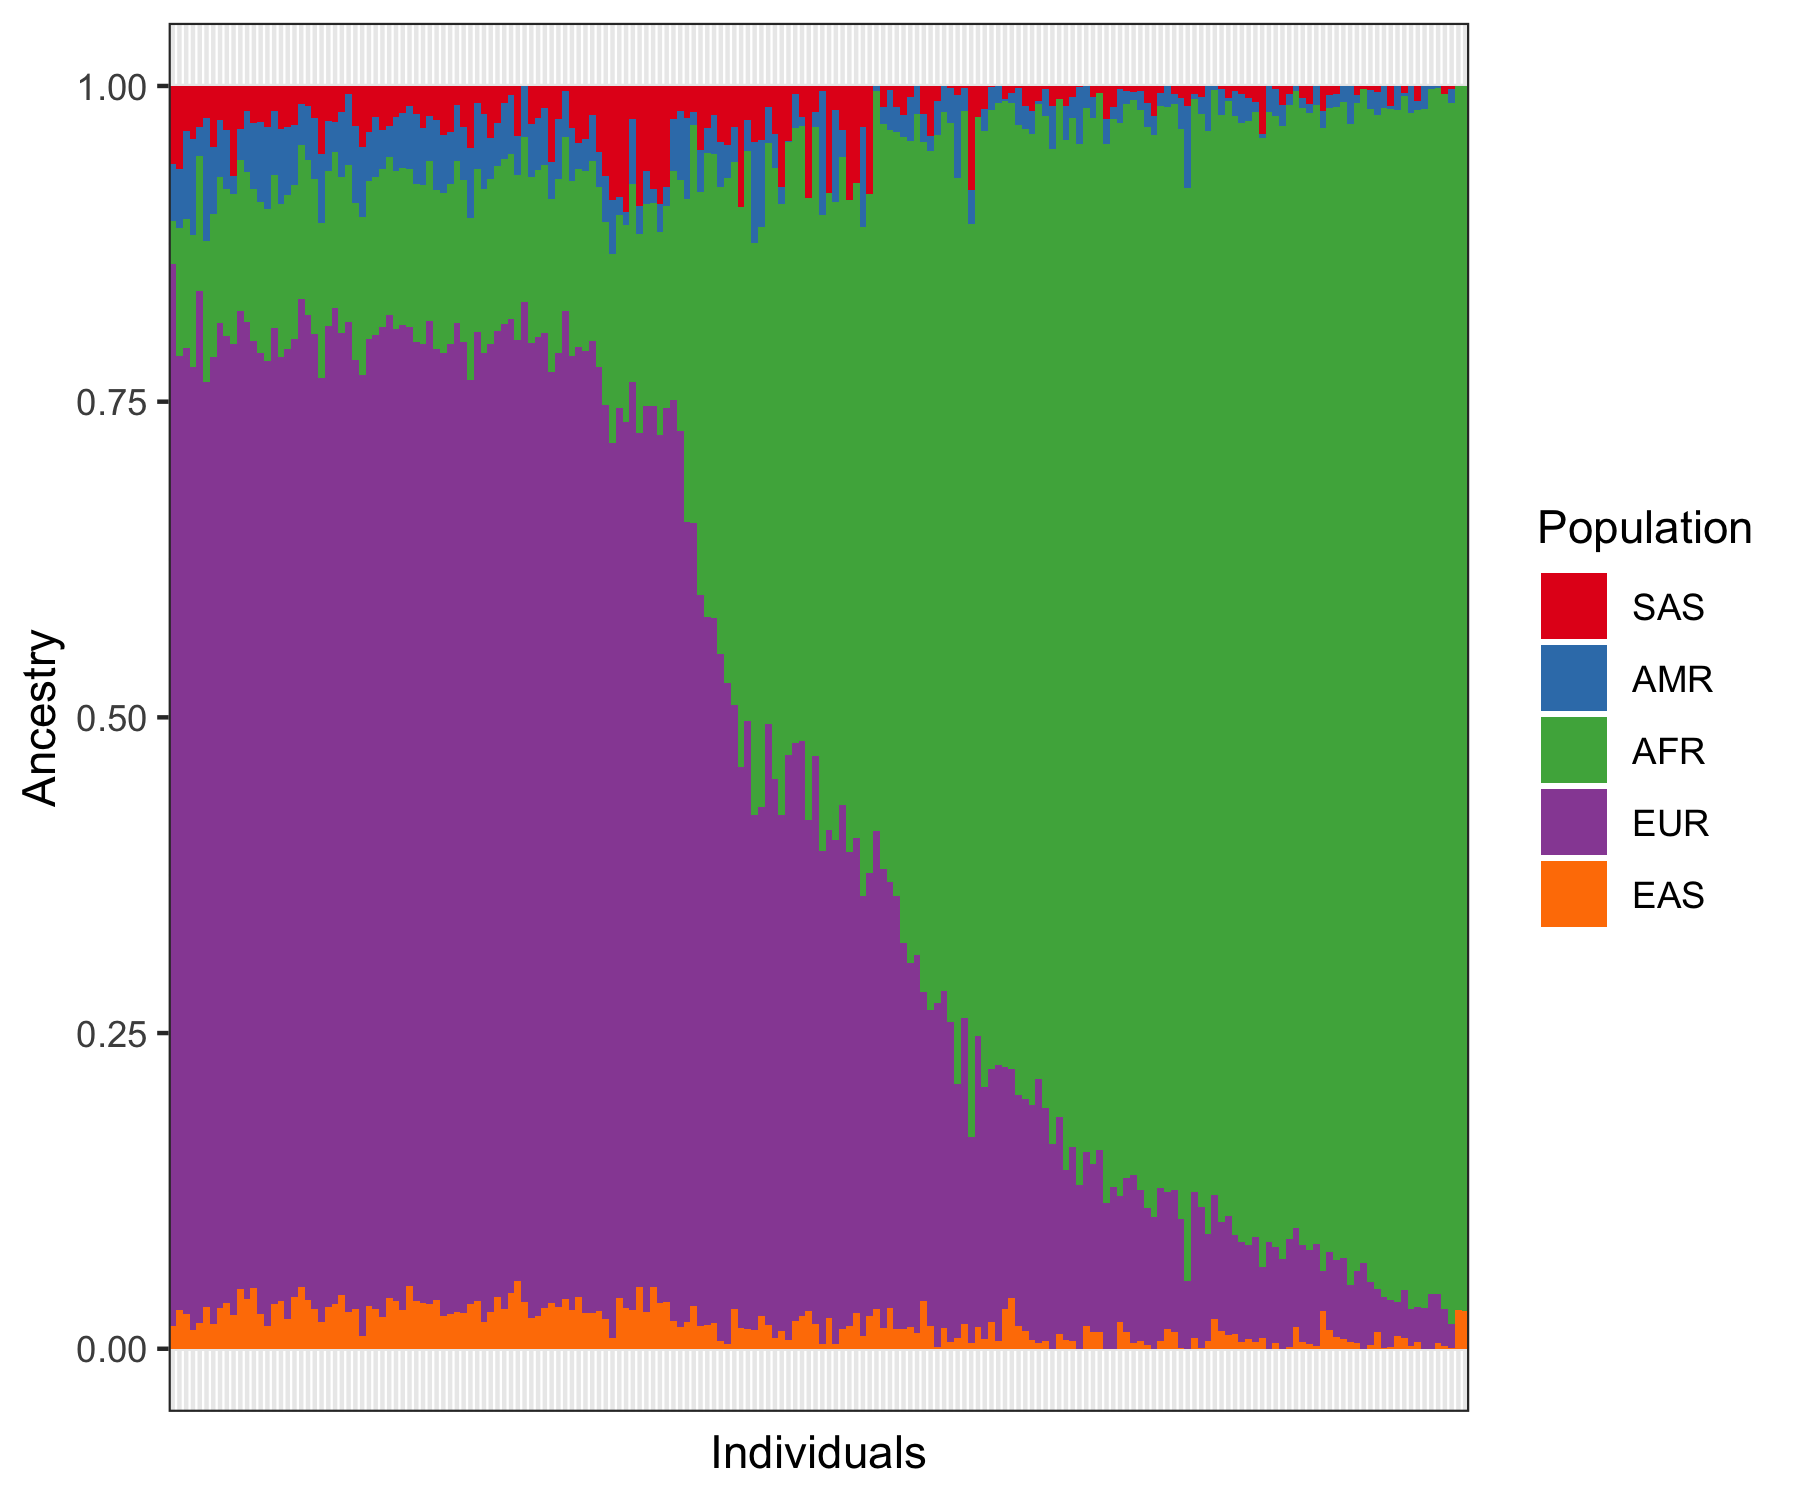 1.00
0.75
0.50
0.25
0.00
Ancestry
Individuals
Population
SAS
AMR
AFR
EUR
EAS